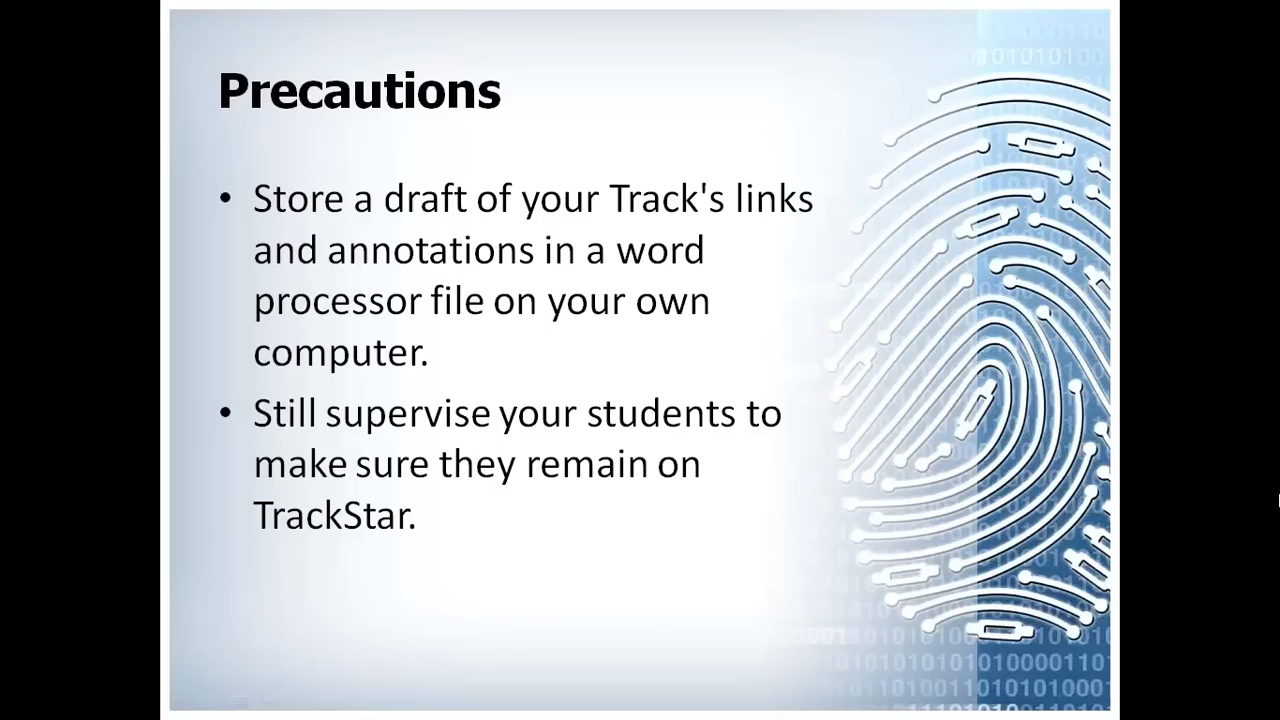 Precautions
• Store a draft of your Track's links
and annotations in a word
processor file on your own
computer.
• Still supervise your students to
make sure they remain on
TrackStar.